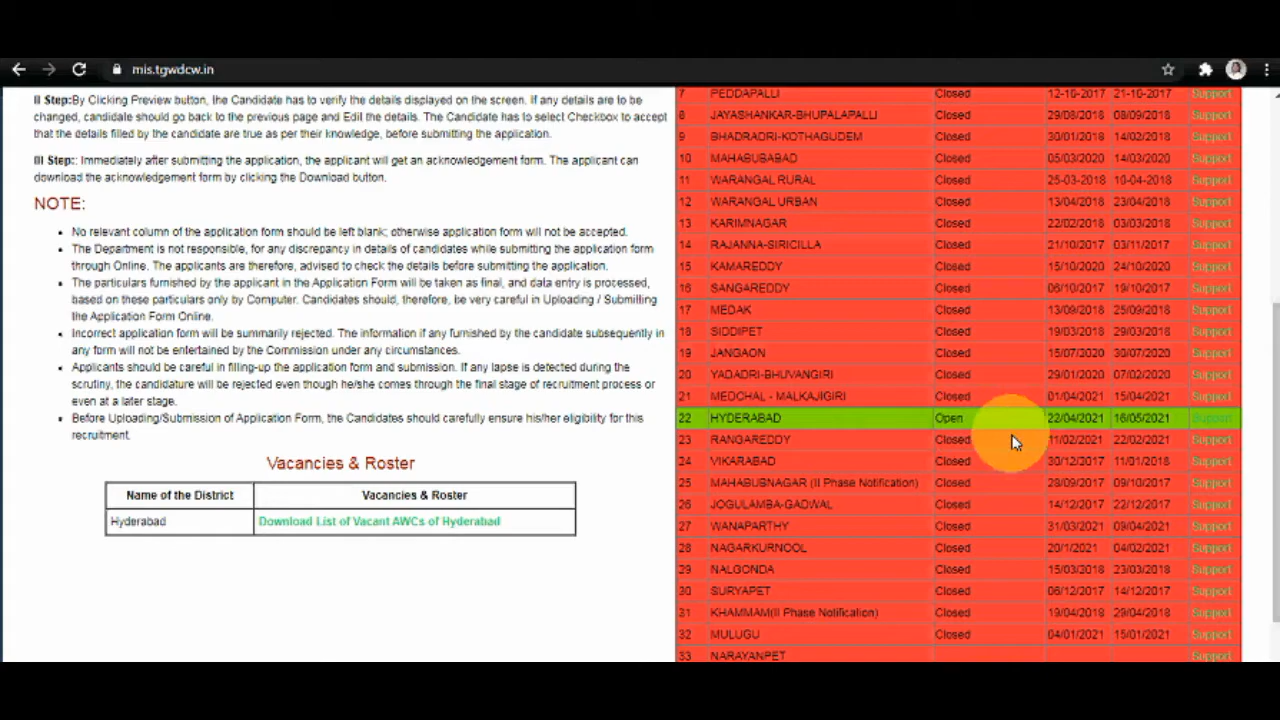 mis.tgwdcw.in
II Step:By Clicking Preview button, the Candidate has to verify the details displayed on the screen. If any details are to be
changed, candidate should go back to the previous page and Edit the details. The Candidate has to select Checkbox to accept
that the details filled by the candidate are true as per their knowledge, before submitting the application.
III Step:: Immediately after submitting the application, the applicant will get an acknowledgement form. The applicant can
download the acknowledgement form by clicking the Download button.
NOTE:
No relevant column of the application form should be left blank; otherwise application form will not be accepted.
The Department is not responsible, for any discrepancy in details of candidates while submitting the application form
through Online. The applicants are therefore, advised to check the details before submitting the application.
The particulars furnished by the applicant in the Application Form will be taken as final, and data entry is processed,
based on these particulars only by Computer. Candidates should, therefore, be very careful in Uploading / Submitting
the Application Form Online.
Incorrect application form will be summarily rejected. The information if any furnished by the candidate subsequently in
any form will not be entertained by the Commission under any circumstances.
Applicants should be careful in filling-up the application form and submission. If any lapse is detected during the
scrutiny, the candidature will be rejected even though he/she comes through the final stage of recruitment process or
even at a later stage.
Before Uploading/Submission of Application Form, the Candidates should carefully ensure his/her eligibility for this
recruitment.
Vacancies & Roster
Name of the District Vacancies & Roster
Hyderabad Download List of Vacant AWCs of Hyderabad
7 PEDDAPALLI Closed 12-10-2017 21-10-2017 Support
8 JAYASHANKAR-BHUPALAPALLI Closed 29/08/2018 08/09/2018 Support
9 BHADRADRI-KOTHAGUDEM Closed 30/01/2018 14/02/2018 Support
10 MAHABUBABAD Closed 05/03/2020 14/03/2020 Support
11 WARANGAL RURAL Closed 25-03-2018 10-04-2018 Support
12 WARANGAL URBAN Closed 13/04/2018 23/04/2018 Support
13 KARIMNAGAR Closed 22/02/2018 03/03/2018 Support
14 RAJANNA-SIRICILLA Closed 21/10/2017 03/11/2017 Support
15 KAMAREDDY Closed 15/10/2020 24/10/2020 Support
16 SANGAREDDY Closed 06/10/2017 19/10/2017 Support
17 MEDAK Closed 13/09/2018 25/09/2018 Support
18 SIDDIPET Closed 19/03/2018 29/03/2018 Support
19 JANGAON Closed 15/07/2020 30/07/2020 Support
20 YADADRI-BHUVANGIRI Closed 29/01/2020 07/02/2020 Support
21 MEDCHAL - MALKAJIGIRI Closed 01/04/2021 15/04/2021 Support
22 HYDERABAD Open 22/04/2021 16/05/2021 Support
23 RANGAREDDY Closed 11/02/2021 22/02/2021 Support
24 VIKARABAD Closed 30/12/2017 11/01/2018 Support
25 MAHABUBNAGAR (II Phase Notification) Closed 28/09/2017 09/10/2017 Support
26 JOGULAMBA-GADWAL Closed 14/12/2017 22/12/2017 Support
27 WANAPARTHY Closed 31/03/2021 09/04/2021 Support
28 NAGARKURNOOL Closed 20/1/2021 04/02/2021 Support
29 NALGONDA Closed 15/03/2018 23/03/2018 Support
30 SURYAPET Closed 06/12/2017 14/12/2017 Support
31 KHAMMAM(II Phase Notification) Closed 19/04/2018 29/04/2018 Support
32 MULUGU Closed 04/01/2021 15/01/2021 Support
33 NARAYANPET Support